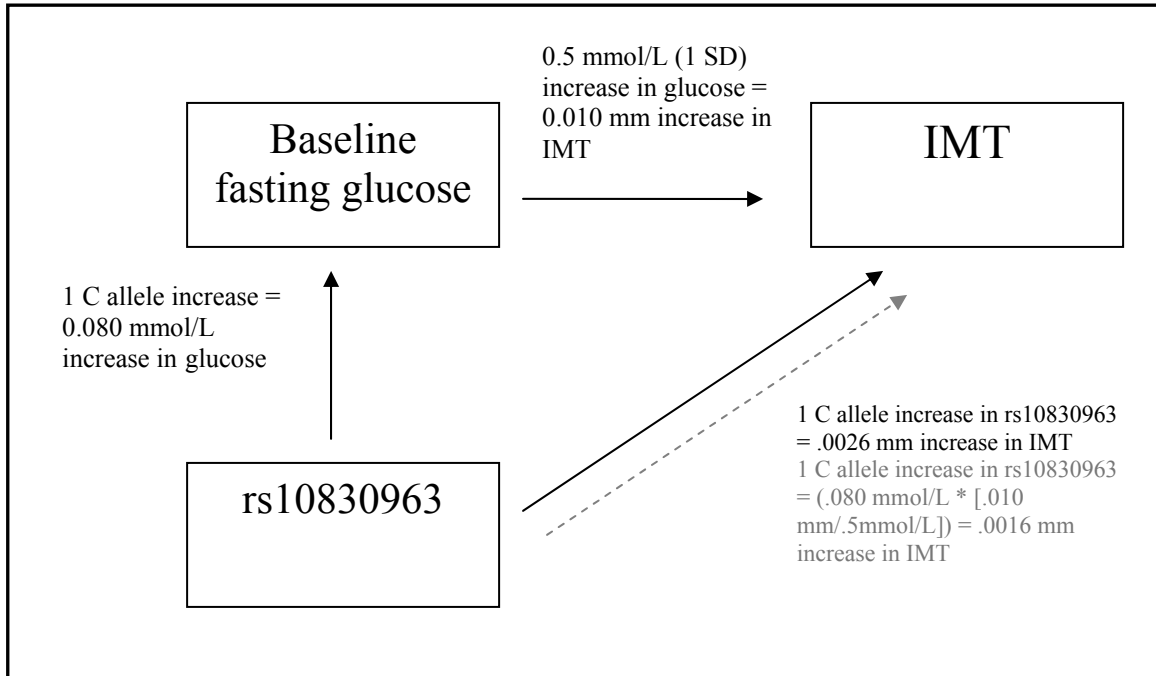 0.5 mmol/L (1 SD)
increase in glucose =
0.010 mm increase in
IMT
Baseline
fasting glucose
IMT
1 C allele increase =
0.080 mmol/L
increase in glucose
rs10830963
1 C allele increase in rs10830963
= .0026 mm increase in IMT
1 C allele increase in rs10830963
= (.080 mmol/L * [.010
mm/.5mmol/L]) = .0016 mm
increase in IMT